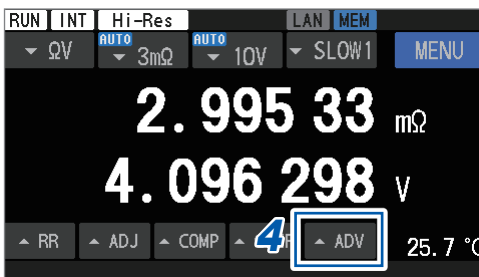 RUN INT Hi-Res LAN MEM
ΩV AUTO 3mΩ AUTO 10V SLOW1 MENU
2.995 33 mΩ
4.096 298 V
RR ADJ COMP 4 ADV 25.7 °C